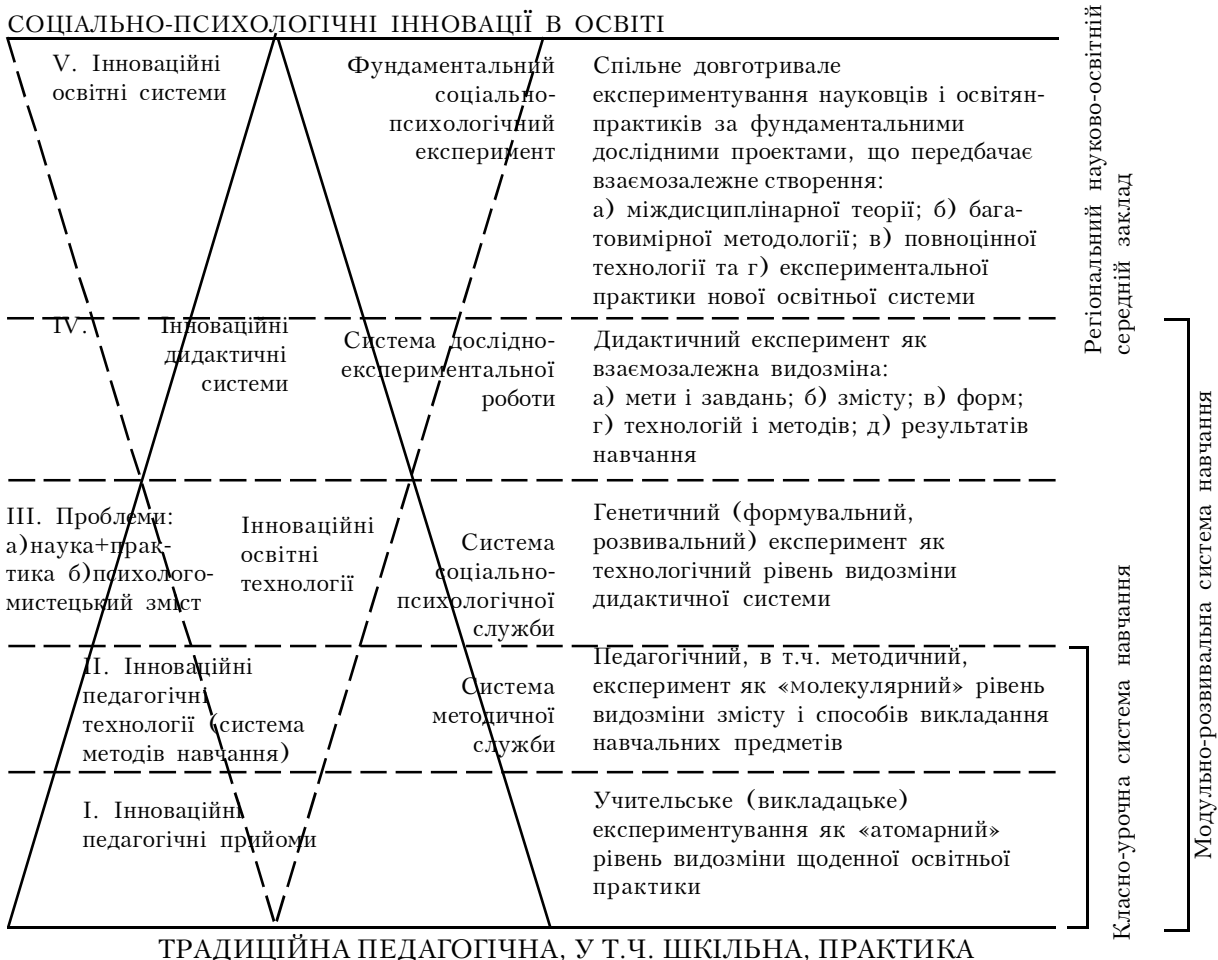 СОЦІАЛЬНО-ПСИХОЛОГІЧНІ ІННОВАЦІЇ В ОСВІТІ
V. Інноваційні
освітні системи
Фундаментальний
соціально-
психологічний
експеримент
Спільне довготривале
експериментування науковців і освітян-
практиків за фундаментальними
дослідними проектами, що передбачає
взаємозалежне створення:
а) міждисциплінарної теорії; б) бага-
товимірної методології; в) повноцінної
технології та г) експериментальної
практики нової освітньої системи
IV. Інноваційні
дидактичні
системи
Система дослідно-
експериментальної
роботи
Дидактичний експеримент як
взаємозалежна видозміна:
а) мети і завдань; б) змісту; в) форм;
г) технологій і методів; д) результатів
навчання
III. Проблеми:
а)наука+прак-
тика б)психолого-
мистецький зміст
Інноваційні
освітні
технології
Система
соціально-
психологічної
служби
Генетичний (формувальний,
розвивальний) експеримент як
технологічний рівень видозміни
дидактичної системи
II. Інноваційні
педагогічні
технології (система
методів навчання)
Система
методичної
служби
Педагогічний, в т.ч. методичний,
експеримент як «молекулярний» рівень
видозміни змісту і способів викладання
навчальних предметів
I. Інноваційні
педагогічні прийоми
Учительське (викладацьке)
експериментування як «атомарний»
рівень видозміни щоденної освітньої
практики
ТРАДИЦІЙНА ПЕДАГОГІЧНА, У Т.Ч. ШКІЛЬНА, ПРАКТИКА
Регіональний науково-освітній
середній заклад
Класно-урочна система навчання
Модульно-розвивальна система навчання